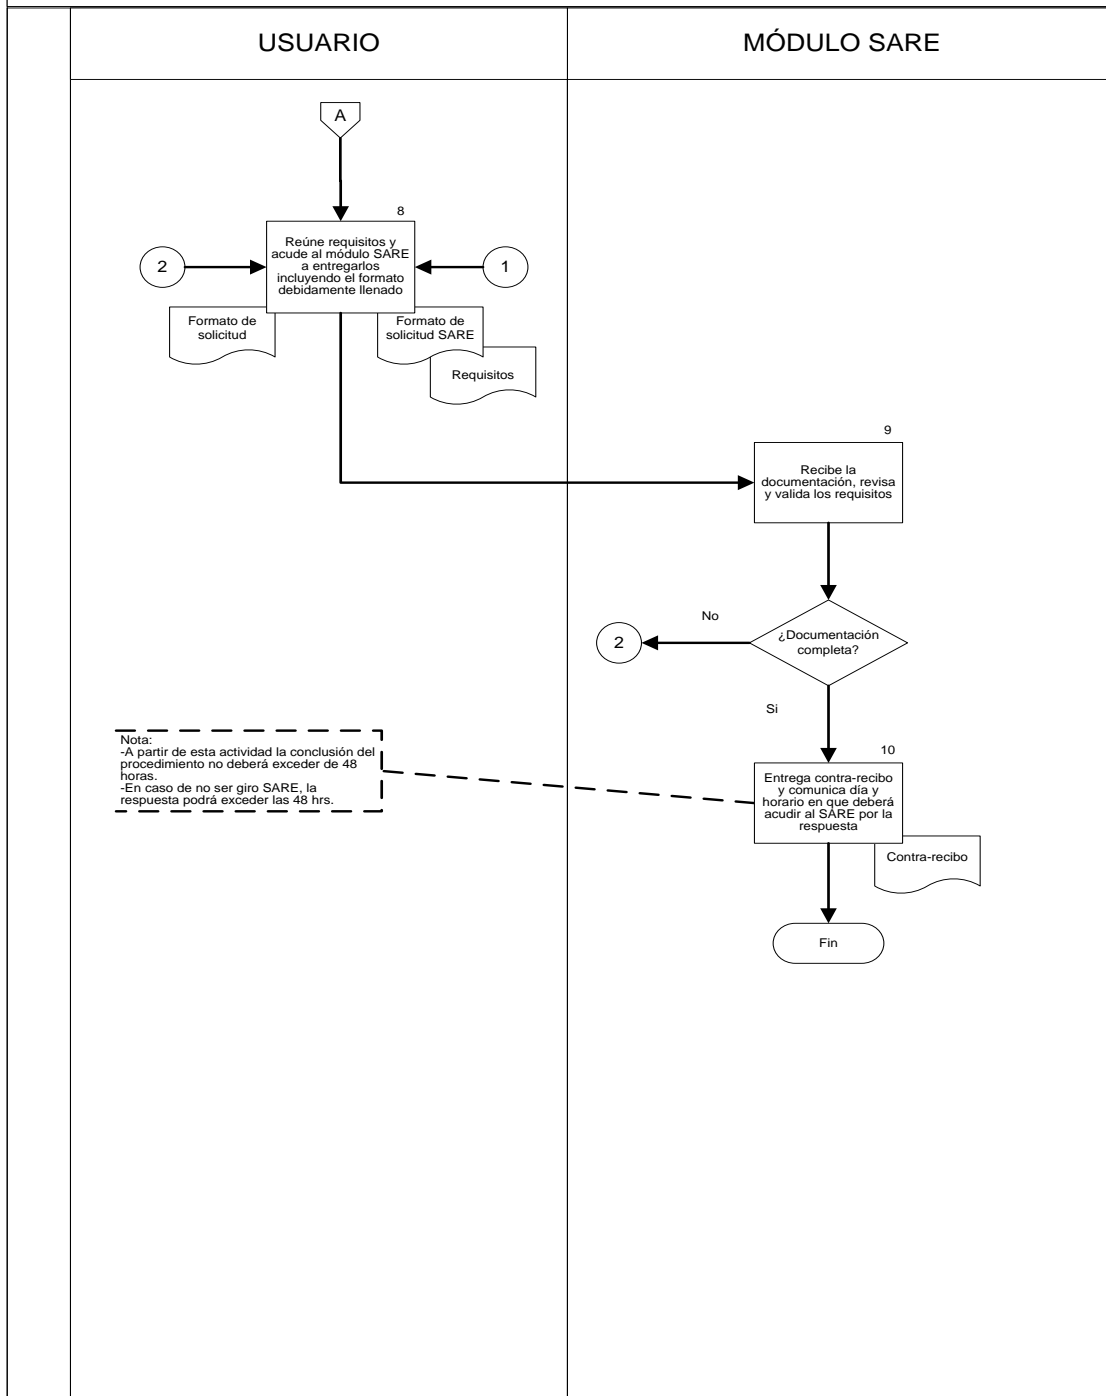 USUARIO
MÓDULO SARE
A
8
Reúne requisitos y
acude al módulo SARE
a entregarlos
incluyendo el formato
debidamente llenado
2
1
Formato de
solicitud
Formato de
solicitud SARE
Requisitos
9
Recibe la
documentación, revisa
y valida los requisitos
¿Documentación
completa?
No
2
Si
Nota:
-A partir de esta actividad la conclusión del
procedimiento no deberá exceder de 48
horas.
-En caso de no ser giro SARE, la
respuesta podrá exceder las 48 hrs.
10
Entrega contra-recibo
y comunica día y
horario en que deberá
acudir al SARE por la
respuesta
Contra-recibo
Fin